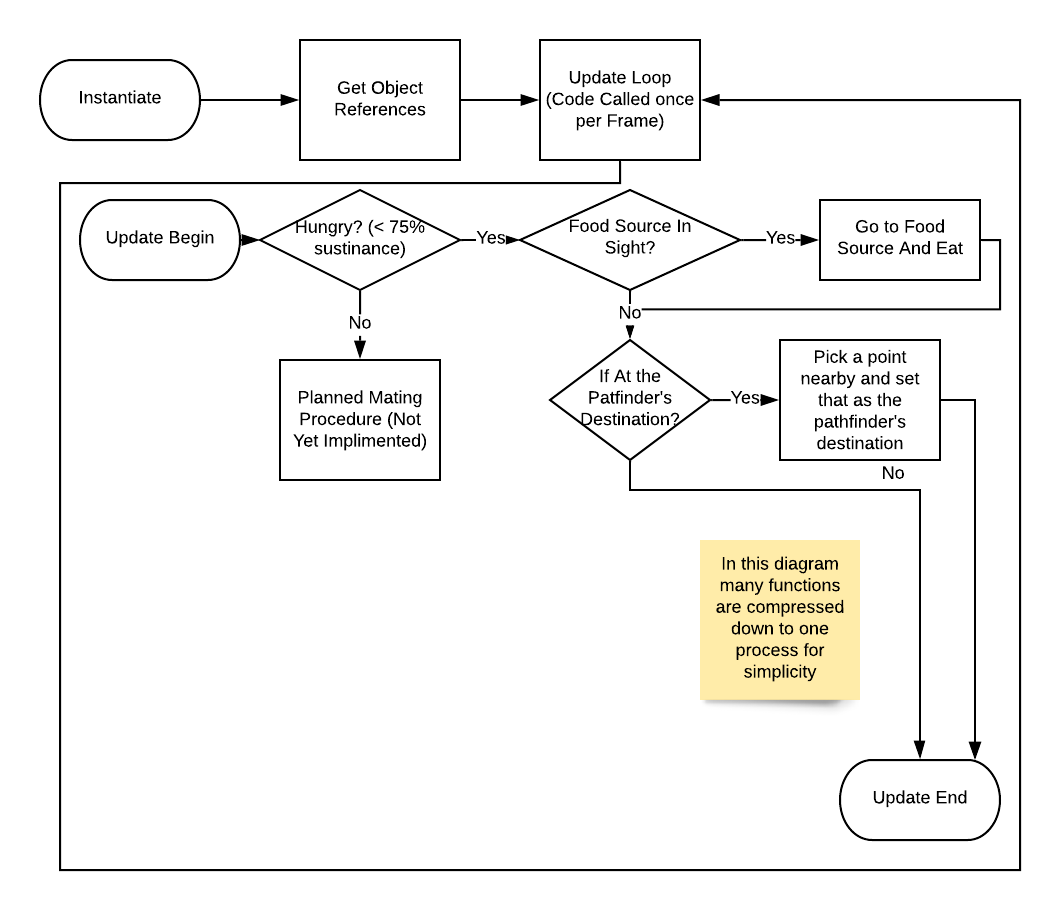 Instantiate
Get Object
References
Update Loop
(Code Called once
per Frame)
Update Begin
Hungry? (< 75%
sustinance)
Yes
Food Source In
Sight?
Yes
Go to Food
Source And Eat
No
No
Planned Mating
Procedure (Not
Yet Implimented)
If At the
Patfinder's
Destination?
Yes
Pick a point
nearby and set
that as the
pathfinder's
destination
No
In this diagram
many functions
are compressed
down to one
process for
simplicity
Update End